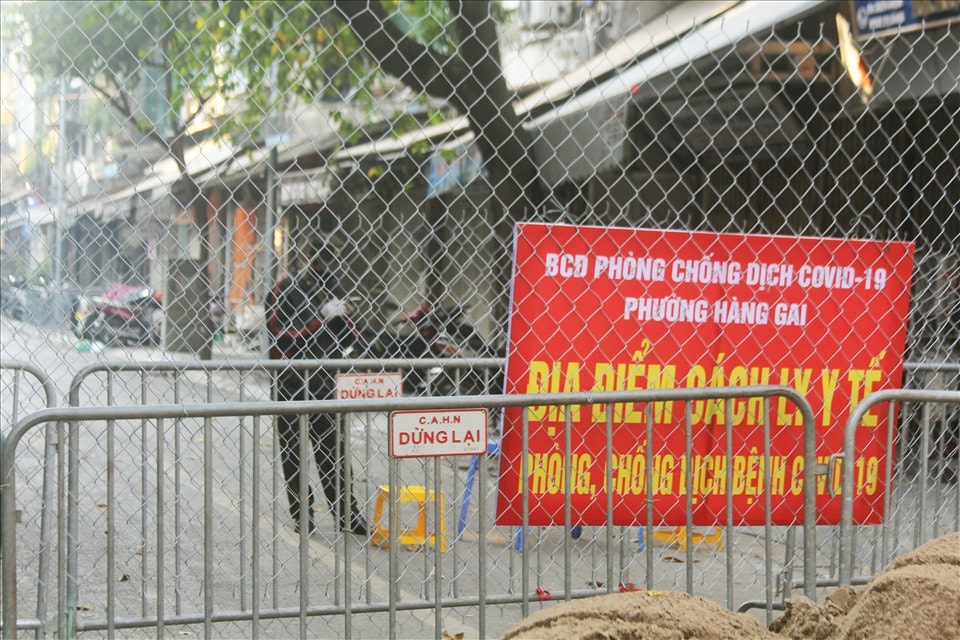 BCĐ PHÒNG CHỐNG DỊCH COVID-19
PHƯỜNG HÀNG GAI
ĐỊA ĐIỂM CÁCH LY Y TẾ
PHÒNG, CHỐNG DỊCH BỆNH COVID 19
C.A.H.N
DỪNG LẠI
C.A.H.N
DỪNG LẠI